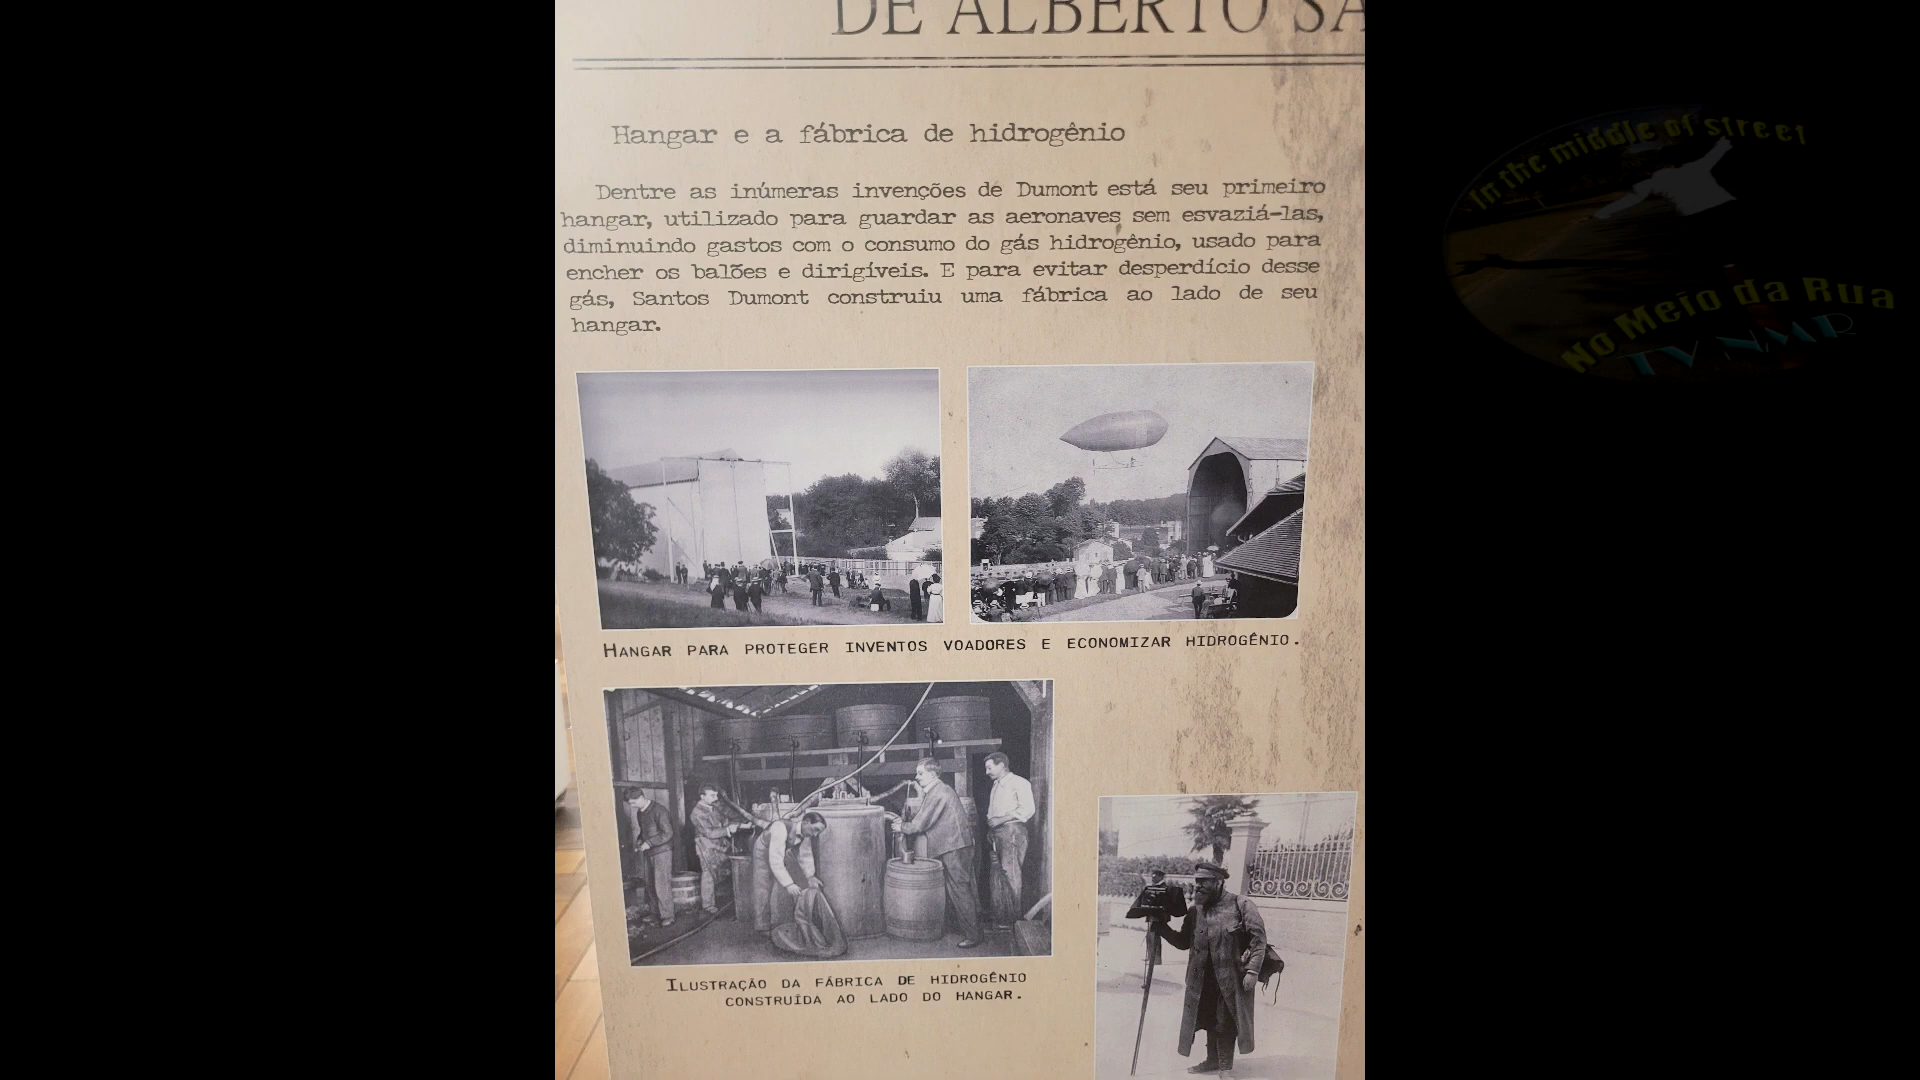 DE ALBERTO SA
Hangar e a fábrica de hidrogênio
Dentre as inúmeras invenções de Dumont está seu primeiro
hangar, utilizado para guardar as aeronaves sem esvaziá-las,
diminuindo gastos com o consumo do gás hidrogênio, usado para
encher os balões e dirigíveis. E para evitar desperdício desse
gás, Santos Dumont construiu uma fábrica ao lado de seu
hangar.
HANGAR PARA PROTEGER INVENTOS VOADORES E ECONOMIZAR HIDROGÊNIO.
ILUSTRAÇÃO DA FÁBRICA DE HIDROGÊNIO
CONSTRUÍDA AO LADO DO HANGAR.
In the middle of street
No Meio da Rua
TV NMR